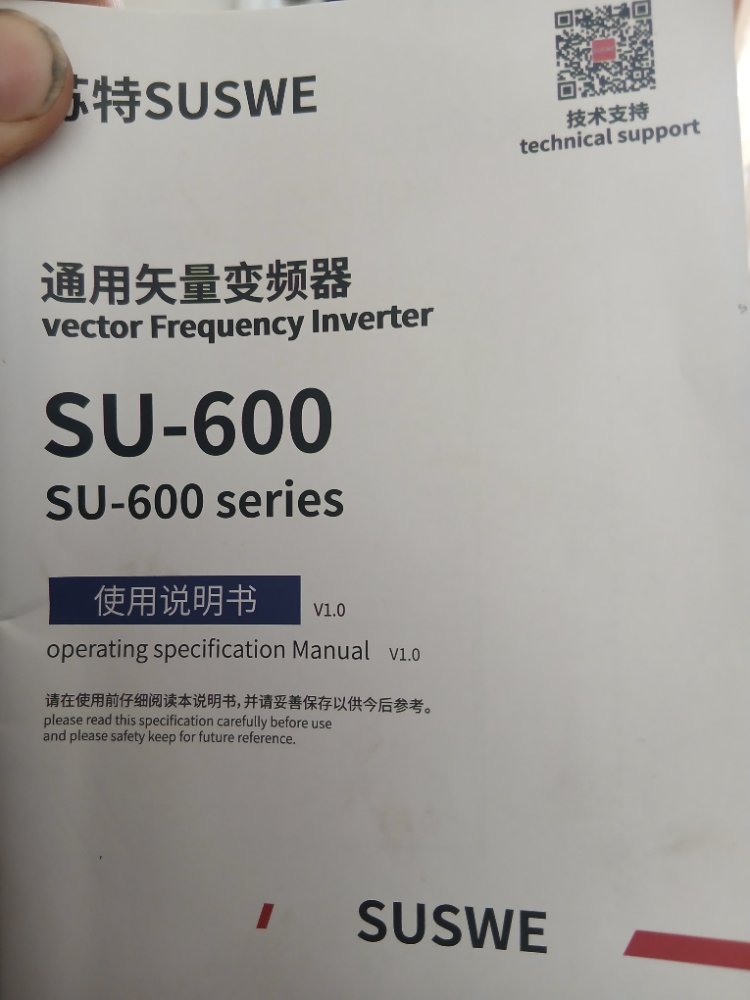 特SUSWE
技术支持
technical support
通用矢量变频器
vector Frequency Inverter
SU-600
SU-600 series
使用说明书 V1.0
operating specification Manual V1.0
请在使用前仔细阅读本说明书,并请妥善保存以供今后参考。
please read this specification carefully before use
and please safety keep for future reference.
SUSWE